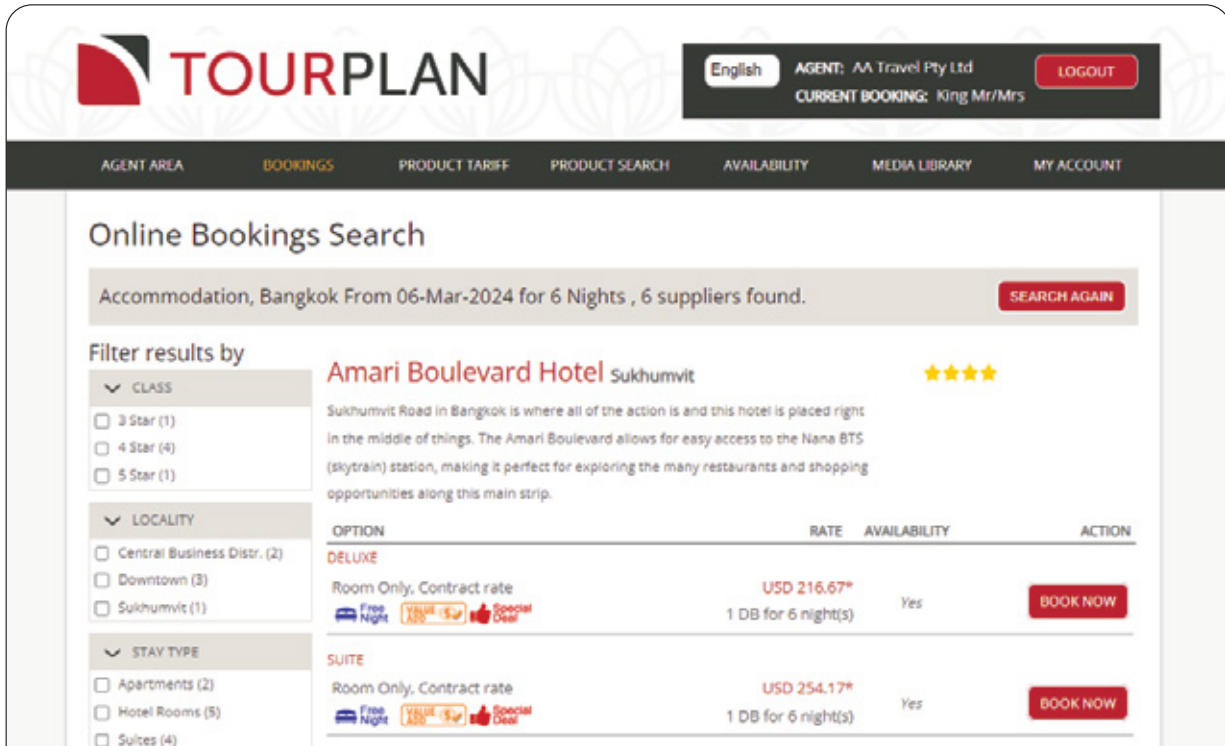 TOURPLAN
English
AGENT: AA Travel Pty Ltd
CURRENT BOOKING: King Mr/Mrs
LOGOUT
AGENT AREA BOOKINGS PRODUCT TARIFF PRODUCT SEARCH AVAILABILITY MEDIA LIBRARY MY ACCOUNT
Online Bookings Search
Accommodation, Bangkok From 06-Mar-2024 for 6 Nights , 6 suppliers found.
SEARCH AGAIN
Filter results by
CLASS
3 Star (1)
4 Star (4)
5 Star (1)
LOCALITY
Central Business Distr. (2)
Downtown (3)
Sukhumvit (1)
STAY TYPE
Apartments (2)
Hotel Rooms (5)
Suites (4)
Amari Boulevard Hotel Sukhumvit
Sukhumvit Road in Bangkok is where all of the action is and this hotel is placed right
in the middle of things. The Amari Boulevard allows for easy access to the Nana BTS
(skytrain) station, making it perfect for exploring the many restaurants and shopping
opportunities along this main strip.
OPTION RATE AVAILABILITY ACTION
DELUXE
Room Only, Contract rate USD 216.67*
Free Night VALUE ADD Special Deal 1 DB for 6 night(s) Yes BOOK NOW
SUITE
Room Only, Contract rate USD 254.17*
Free Night VALUE ADD Special Deal 1 DB for 6 night(s) Yes BOOK NOW